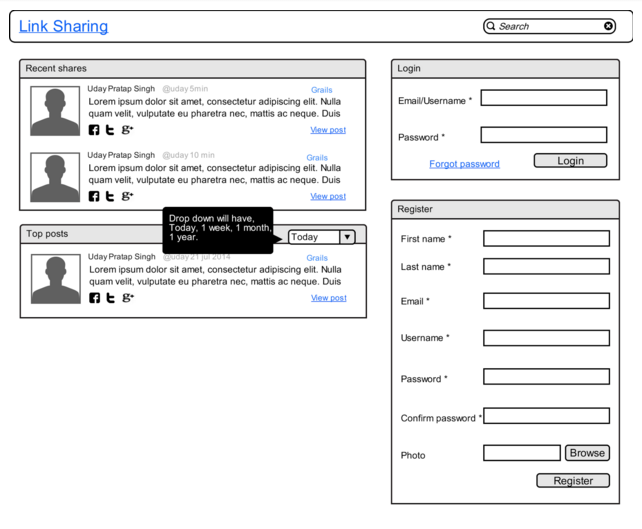 Link Sharing
Search
Recent shares
Uday Pratap Singh @uday 5min Grails
Lorem ipsum dolor sit amet, consectetur adipiscing elit. Nulla
quam velit, vulputate eu pharetra nec, mattis ac neque. Duis
View post
Uday Pratap Singh @uday 10 min Grails
Lorem ipsum dolor sit amet, consectetur adipiscing elit. Nulla
quam velit, vulputate eu pharetra nec, mattis ac neque. Duis
View post
Top posts
Drop down will have,
Today, 1 week, 1 month,
1 year.
Today
Uday Pratap Singh @uday 21 jul 2014 Grails
Lorem ipsum dolor sit amet, consectetur adipiscing elit. Nulla
quam velit, vulputate eu pharetra nec, mattis ac neque. Duis
View post
Login
Email/Username *
Password *
Forgot password Login
Register
First name *
Last name *
Email *
Username *
Password *
Confirm password *
Photo Browse
Register